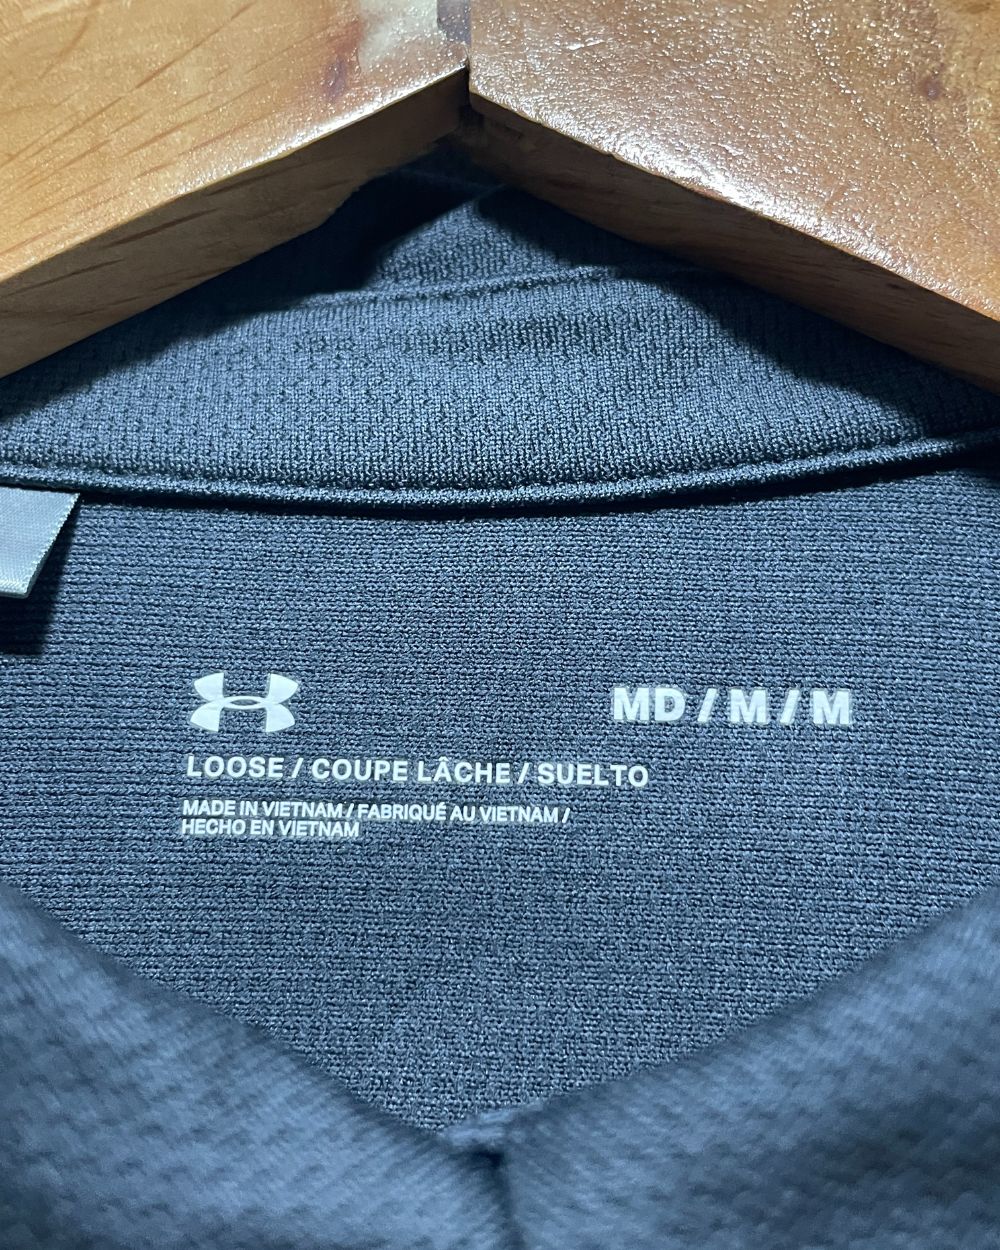 MD / M / M
LOOSE / COUPE LÂCHE / SUELTO
MADE IN VIETNAM / FABRIQUÉ AU VIETNAM /
HECHO EN VIETNAM